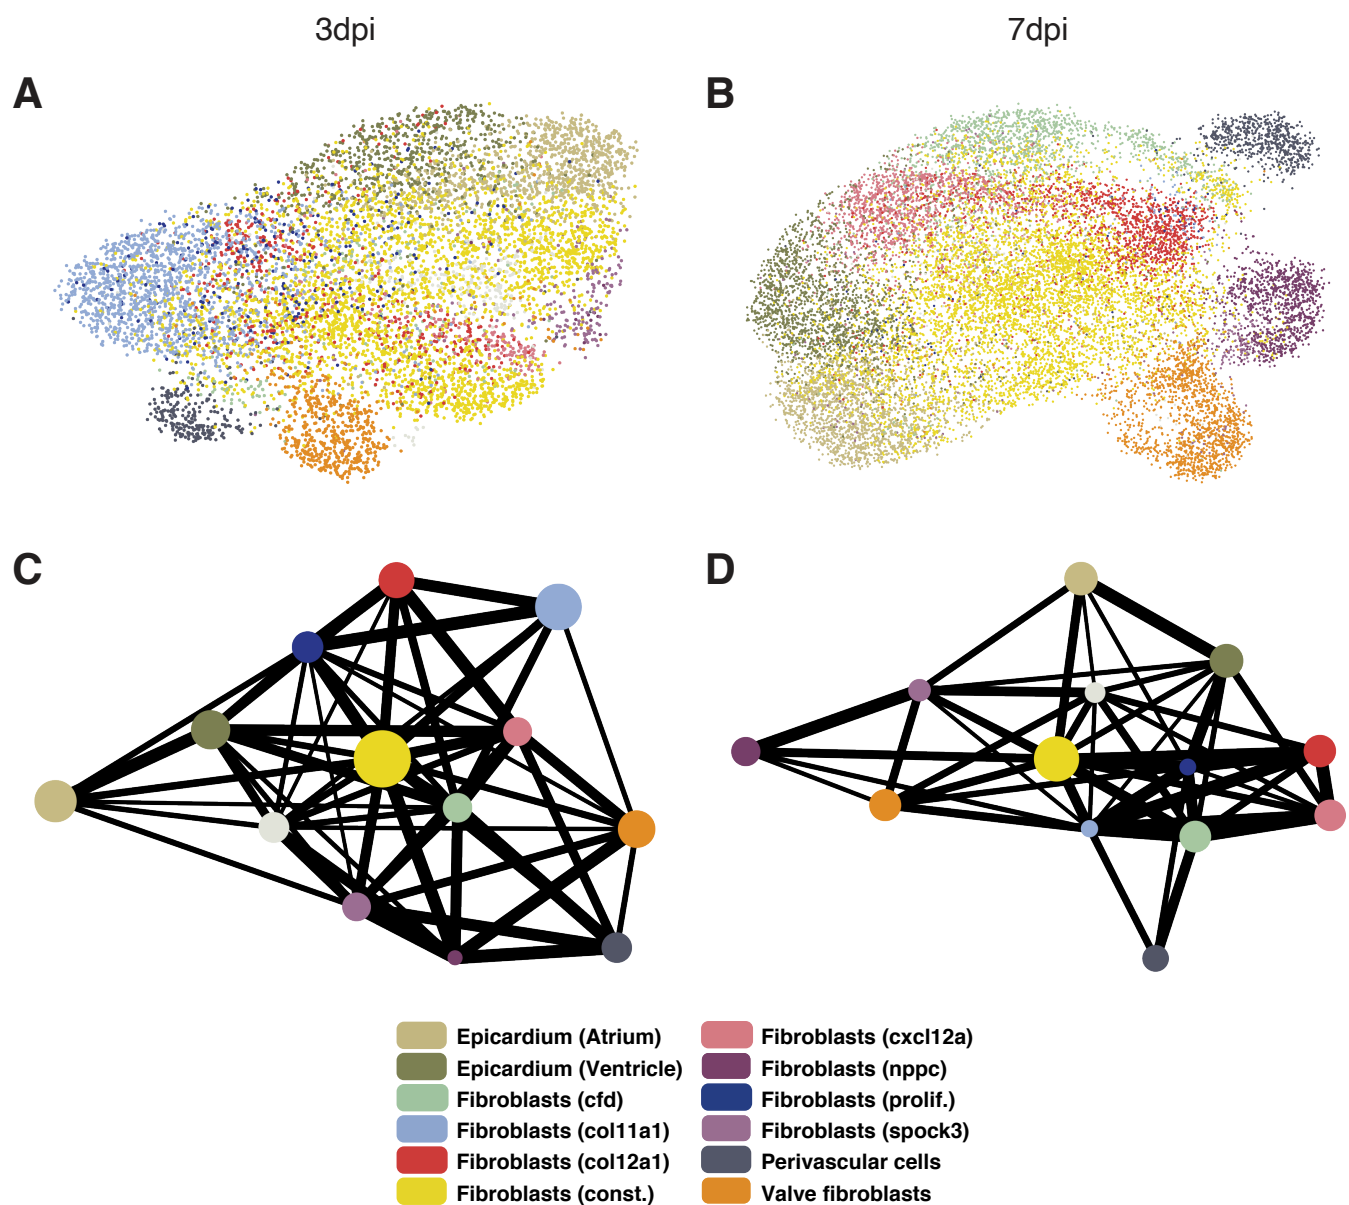 3dpi
7dpi
A
B
C
D
Epicardium (Atrium)
Epicardium (Ventricle)
Fibroblasts (cfd)
Fibroblasts (col11a1)
Fibroblasts (col12a1)
Fibroblasts (const.)
Fibroblasts (cxcl12a)
Fibroblasts (nppc)
Fibroblasts (prolif.)
Fibroblasts (spock3)
Perivascular cells
Valve fibroblasts